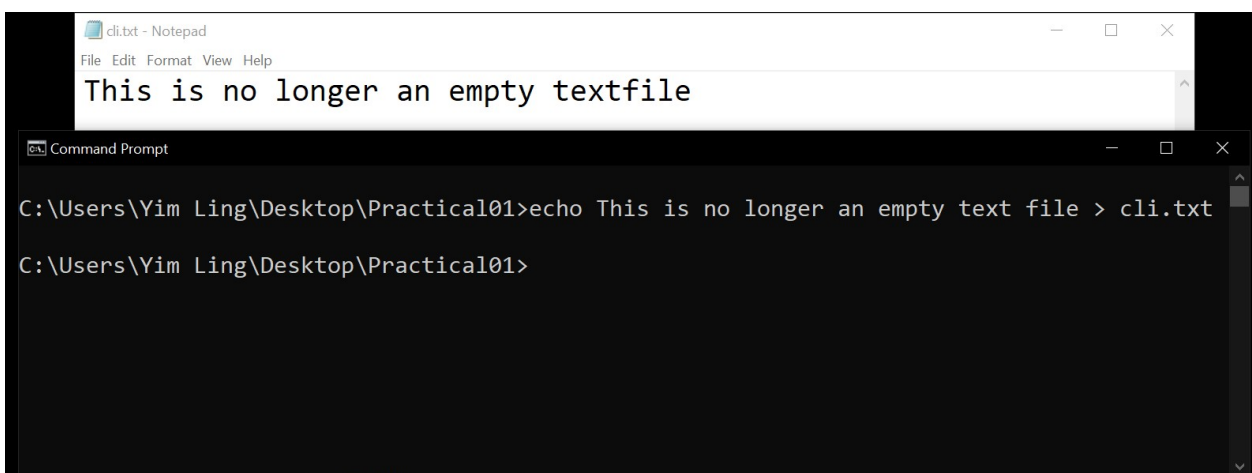 cli.txt - Notepad
File Edit Format View Help
This is no longer an empty textfile
Command Prompt
C:\Users\Yim Ling\Desktop\Practical01>echo This is no longer an empty text file > cli.txt
C:\Users\Yim Ling\Desktop\Practical01>